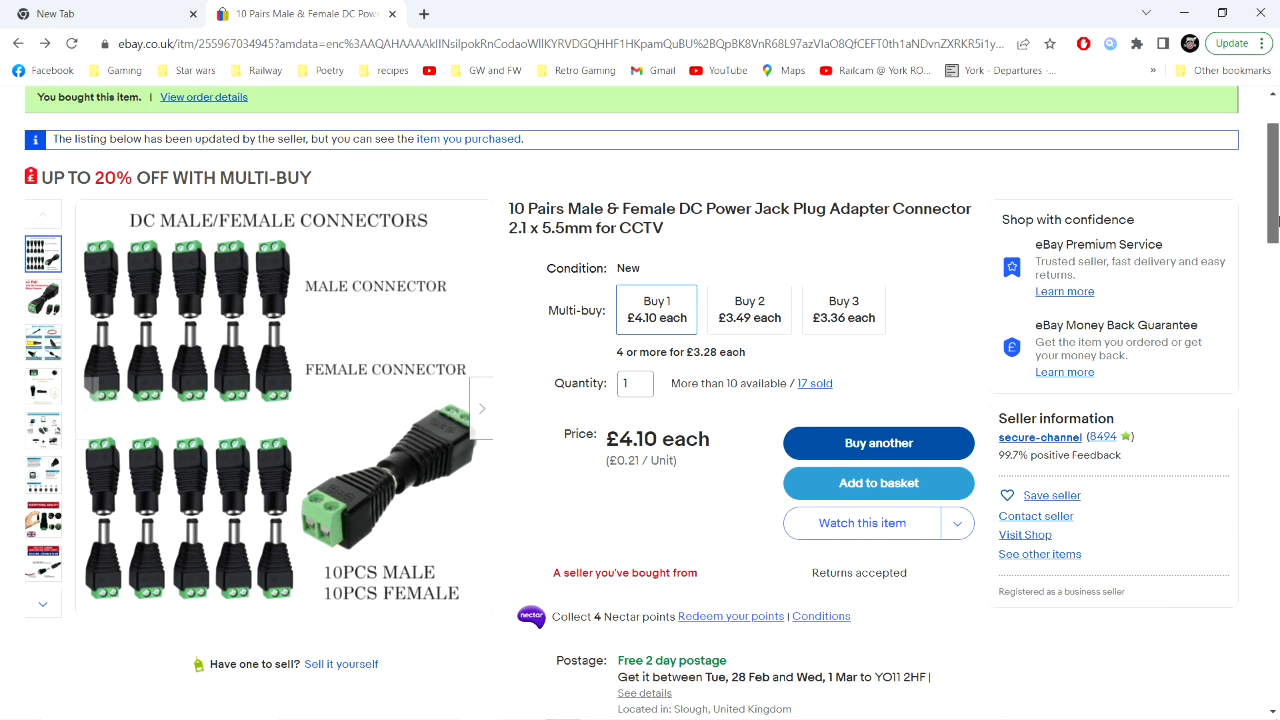 New Tab
10 Pairs Male & Female DC Pow
ebay.co.uk/itm/255967034945?amdata=enc%3AAQAHAAAAkIlNsiIpobpCoCiaoWllKYRVDGQHHF1HKpamQuBU%2BQpBK8VnR68L97azVIaO8QfCEFT0th1aNDvnZXRKR5i1y...
Update
Facebook
Gaming
Star wars
Railway
Poetry
recipes
GW and FW
Retro Gaming
Gmail
YouTube
Maps
Railcam @ York RO...
York - Departures -...
»
Other bookmarks
You bought this item. | View order details
The listing below has been updated by the seller, but you can see the item you purchased.
UP TO 20% OFF WITH MULTI-BUY
DC MALE/FEMALE CONNECTORS
MALE CONNECTOR
FEMALE CONNECTOR
10PCS MALE
10PCS FEMALE
Have one to sell? Sell it yourself
10 Pairs Male & Female DC Power Jack Plug Adapter Connector
2.1 x 5.5mm for CCTV
Condition: New
Multi-buy:
Buy 1
£4.10 each
Buy 2
£3.49 each
Buy 3
£3.36 each
4 or more for £3.28 each
Quantity: 1 More than 10 available / 17 sold
Price: £4.10 each
(£0.21 / Unit)
Buy another
Add to basket
Watch this item
A seller you've bought from
Returns accepted
nectar Collect 4 Nectar points Redeem your points | Conditions
Postage: Free 2 day postage
Get it between Tue, 28 Feb and Wed, 1 Mar to YO11 2HF |
See details
Located in: Slough, United Kingdom
Shop with confidence
eBay Premium Service
Trusted seller, fast delivery and easy
returns.
Learn more
eBay Money Back Guarantee
Get the item you ordered or get
your money back.
Learn more
Seller information
secure-channel (8494)
99.7% positive Feedback
Save seller
Contact seller
Visit Shop
See other items
Registered as a business seller